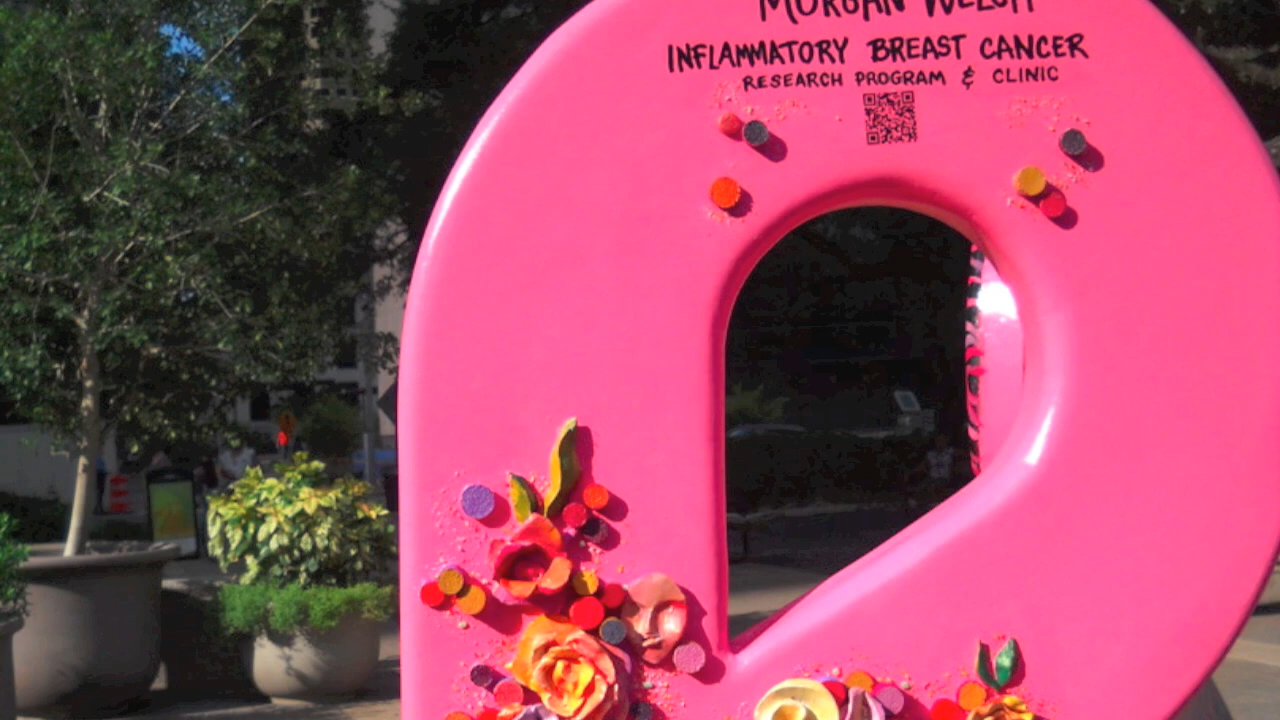 MORGAN WELCH
INFLAMMATORY BREAST CANCER
RESEARCH PROGRAM & CLINIC